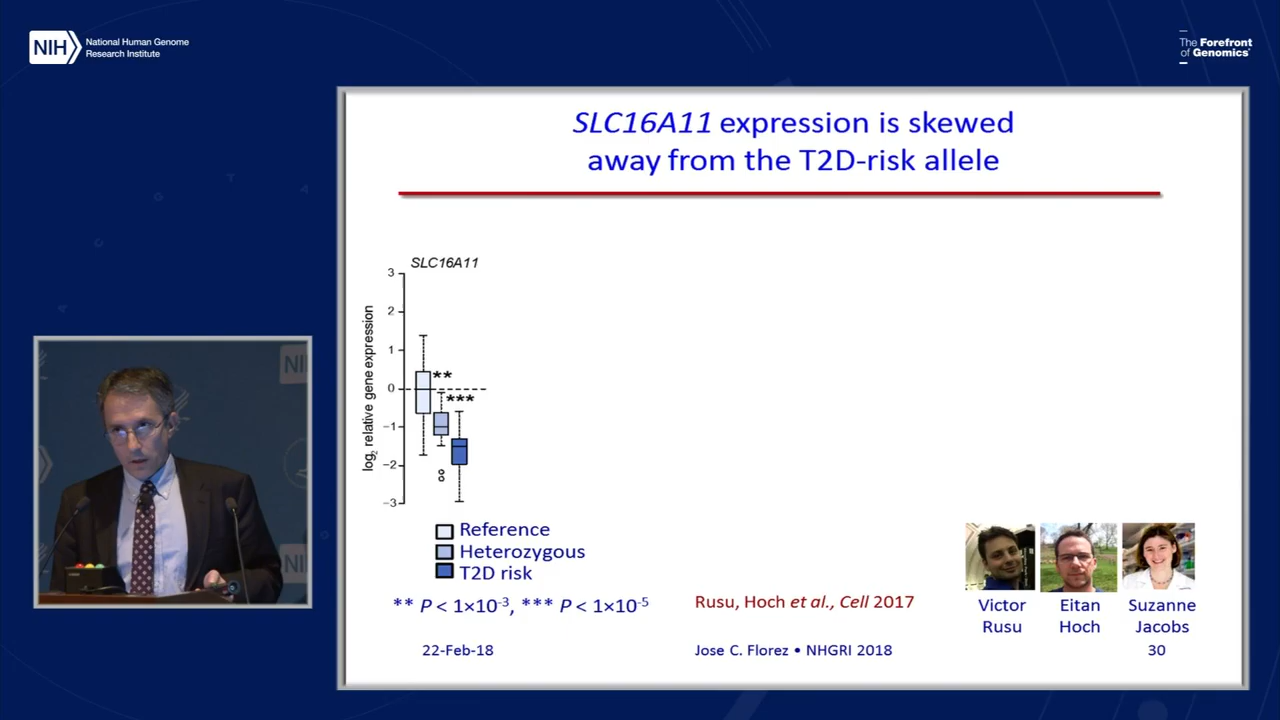 NIH
National Human Genome
Research Institute
The Forefront
of Genomics®
SLC16A11 expression is skewed
away from the T2D-risk allele
SLC16A11
3
2
1
0
−1
−2
−3
log₂ relative gene expression
**
***
Reference
Heterozygous
T2D risk
** P < 1×10⁻³, *** P < 1×10⁻⁵
Rusu, Hoch et al., Cell 2017
Victor
Rusu
Eitan
Hoch
Suzanne
Jacobs
22-Feb-18
Jose C. Florez • NHGRI 2018
30
NIH
NI